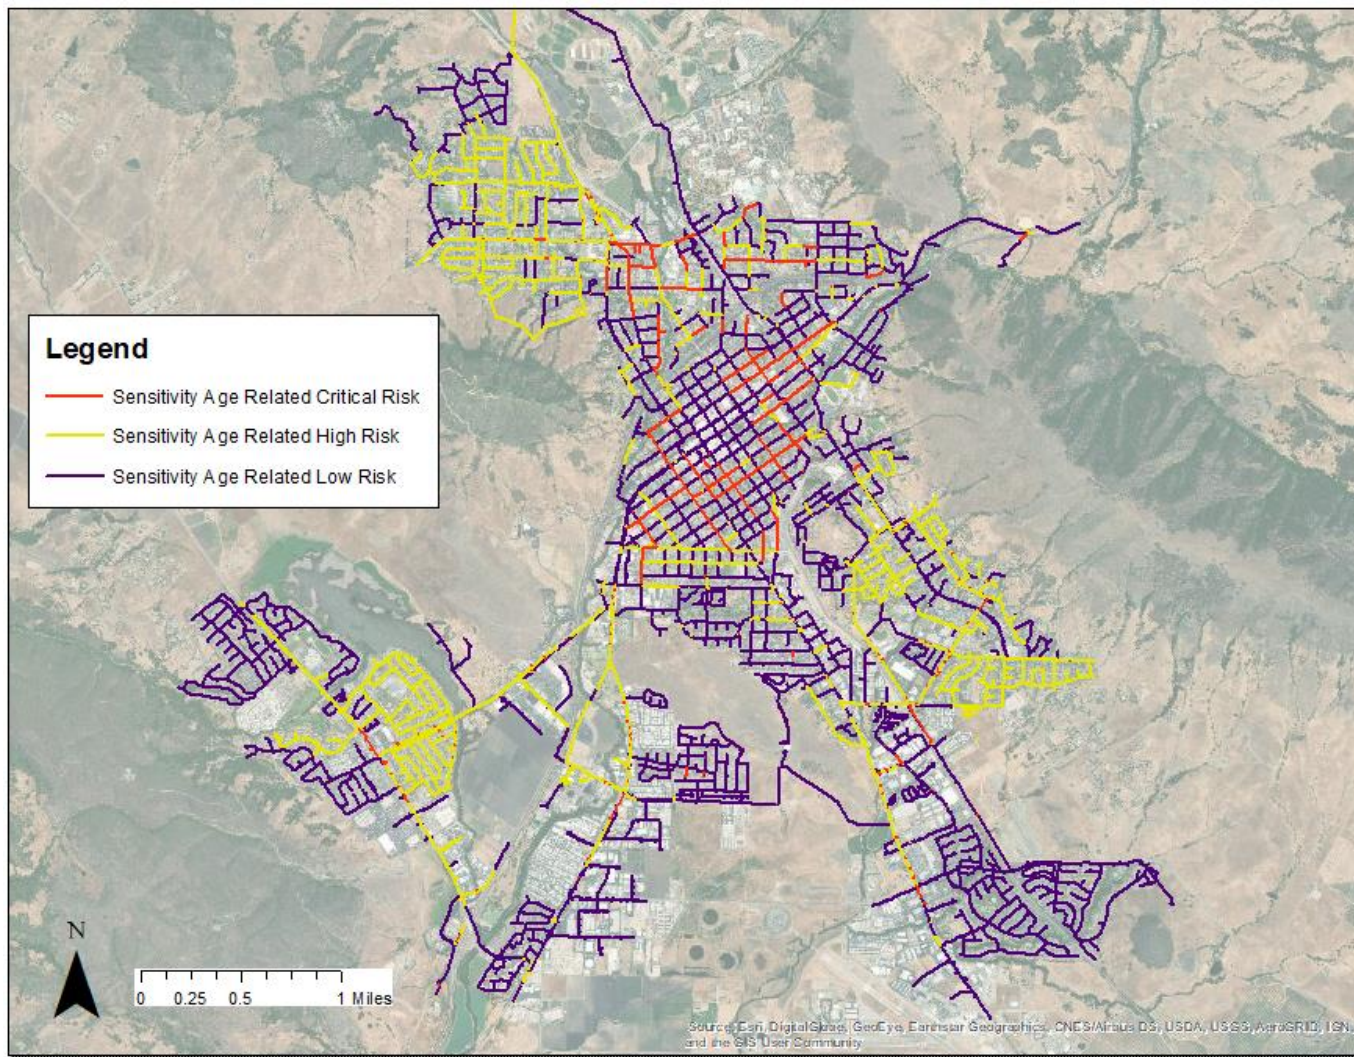 Legend
Sensitivity Age Related Critical Risk
Sensitivity Age Related High Risk
Sensitivity Age Related Low Risk
N
0 0.25 0.5 1 Miles
Source: Esri, DigitalGlobe, GeoEye, Earthstar Geographics, CNES/Airbus DS, USDA, USGS, AeroGRID, IGN,
and the GIS User Community